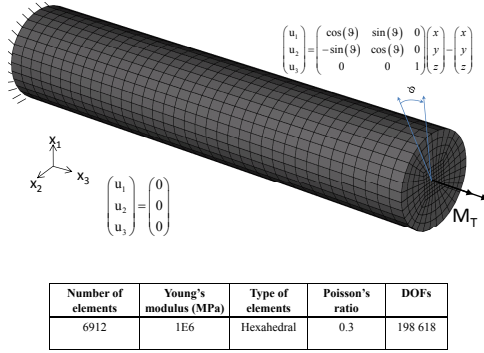 (u₁ u₂ u₃) = (cos(ϑ) sin(ϑ) 0; −sin(ϑ) cos(ϑ) 0; 0 0 1)(x y z) − (x y z)
ϑ
x₁
x₂ x₃
(u₁ u₂ u₃) = (0 0 0)
M_T
Number of elements Young's modulus (MPa) Type of elements Poisson's ratio DOFs
6912 1E6 Hexahedral 0.3 198 618